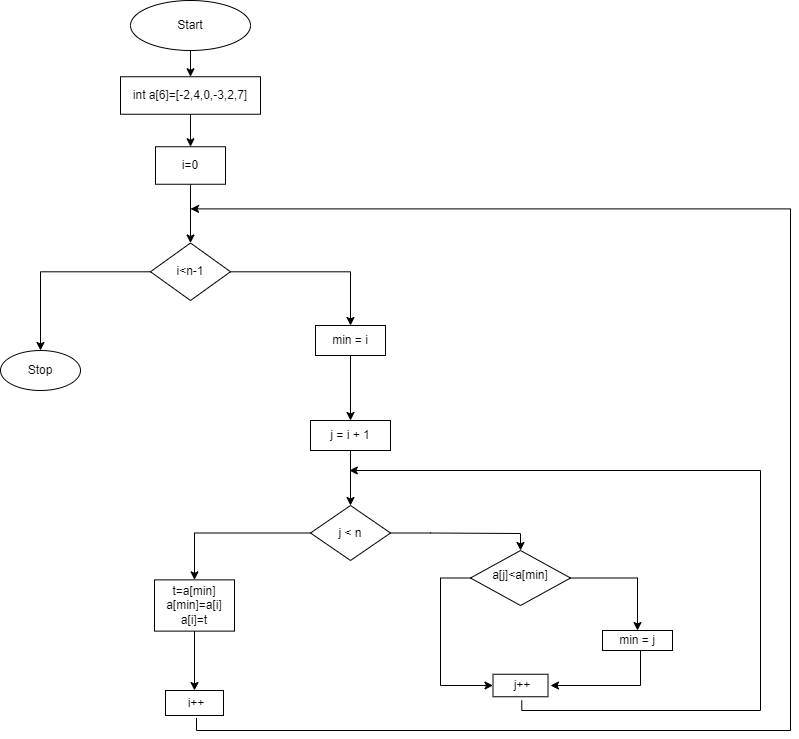 Start
int a[6]=[-2,4,0,-3,2,7]
i=0
i<n-1
min = i
Stop
j = i + 1
j < n
a[j]<a[min]
t=a[min]
a[min]=a[i]
a[i]=t
min = j
j++
i++